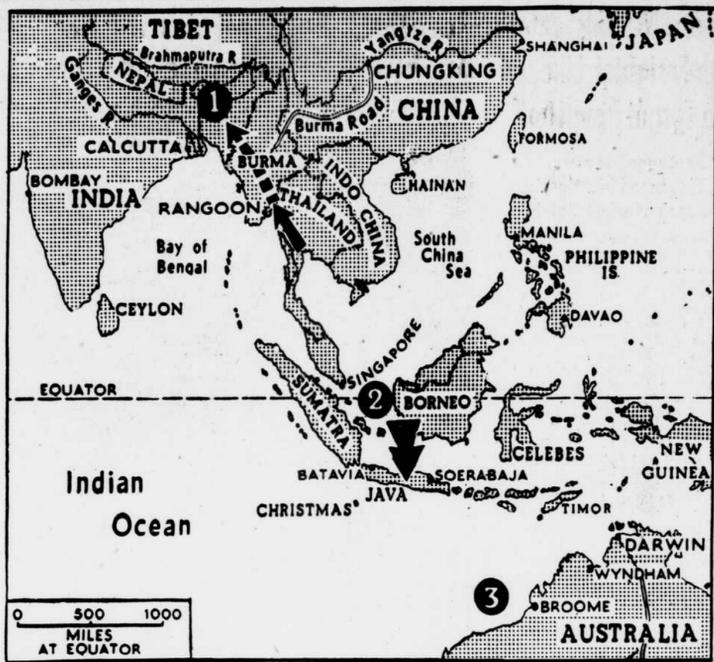 TIBET
Brahmaputra R
NEPAL
Ganges R.
1
CALCUTTA
BURMA
BOMBAY
INDIA
RANGOON
THAILAND
INDO CHINA
Bay of
Bengal
CEYLON
Yangtze R
CHUNGKING
Burma Road
CHINA
SHANGHAI
JAPAN
FORMOSA
HAINAN
South
China
Sea
MANILA
PHILIPPINE
IS.
DAVAO
SINGAPORE
EQUATOR
SUMATRA
2
BORNEO
CELEBES
NEW
GUINEA
BATAVIA
SOERABAJA
JAVA
Indian
Ocean
CHRISTMAS
TIMOR
DARWIN
WYNDHAM
3
BROOME
AUSTRALIA
0 500 1000
MILES
AT EQUATOR